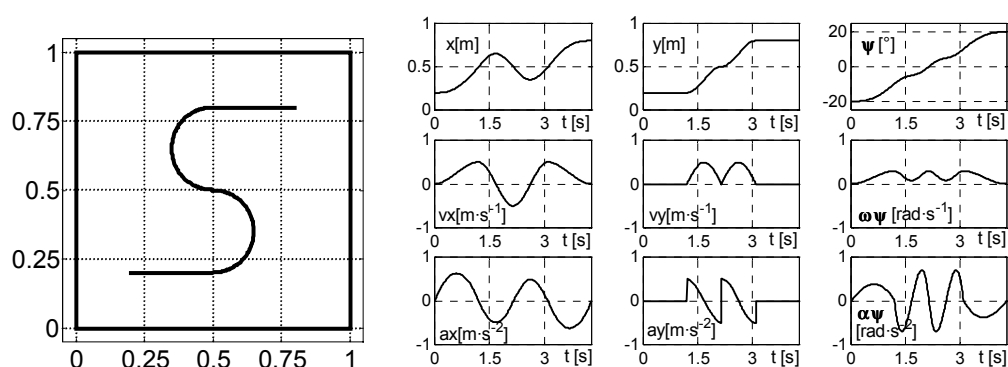 1
0.75
0.5
0.25
0
0 0.25 0.5 0.75 1
1
x[m]
0.5
0
0 1.5 3 t [s]
1
y[m]
0.5
0
0 1.5 3 t [s]
20
ψ [°]
0
-20
0 1.5 3 t [s]
1
0
vx[m·s-1]
-1
0 1.5 3 t [s]
1
0
vy[m·s-1]
-1
0 1.5 3 t [s]
1
0
ωψ [rad·s-1]
-1
0 1.5 3 t [s]
1
0
ax[m·s-2]
-1
0 1.5 3 t [s]
1
0
ay[m·s-2]
-1
0 1.5 3 t [s]
1
0
αψ
[rad·s-2]
-1
0 1.5 3 t [s]